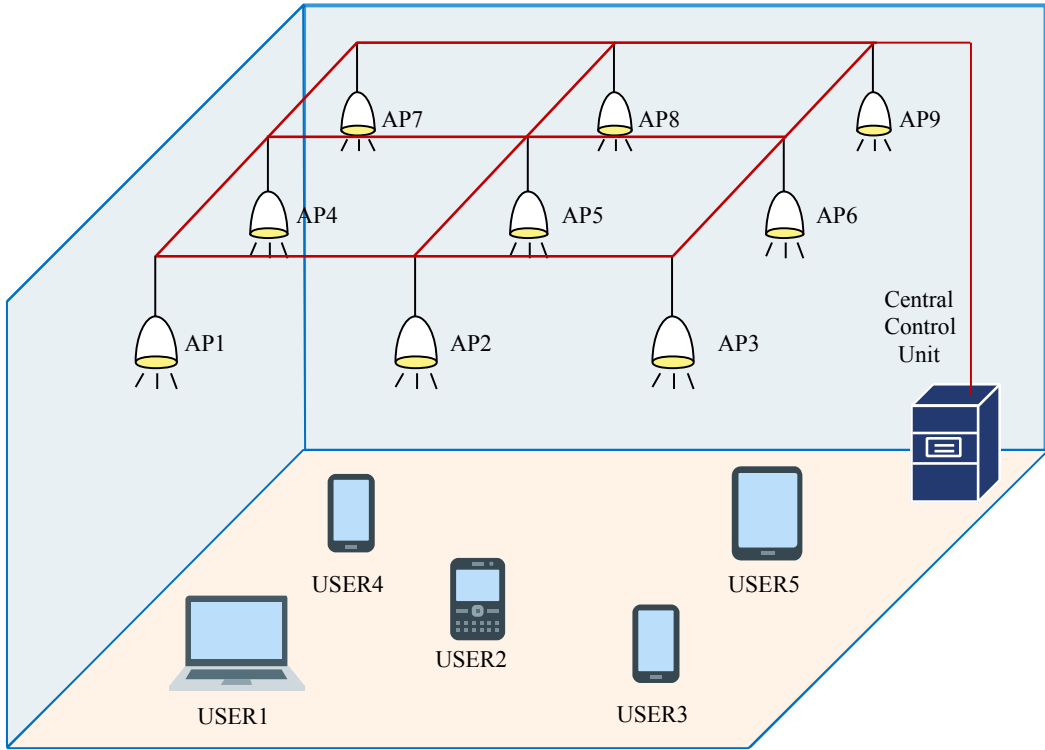 AP7
AP8
AP9
AP4
AP5
AP6
AP1
AP2
AP3
Central
Control
Unit
USER4
USER5
USER2
USER1
USER3